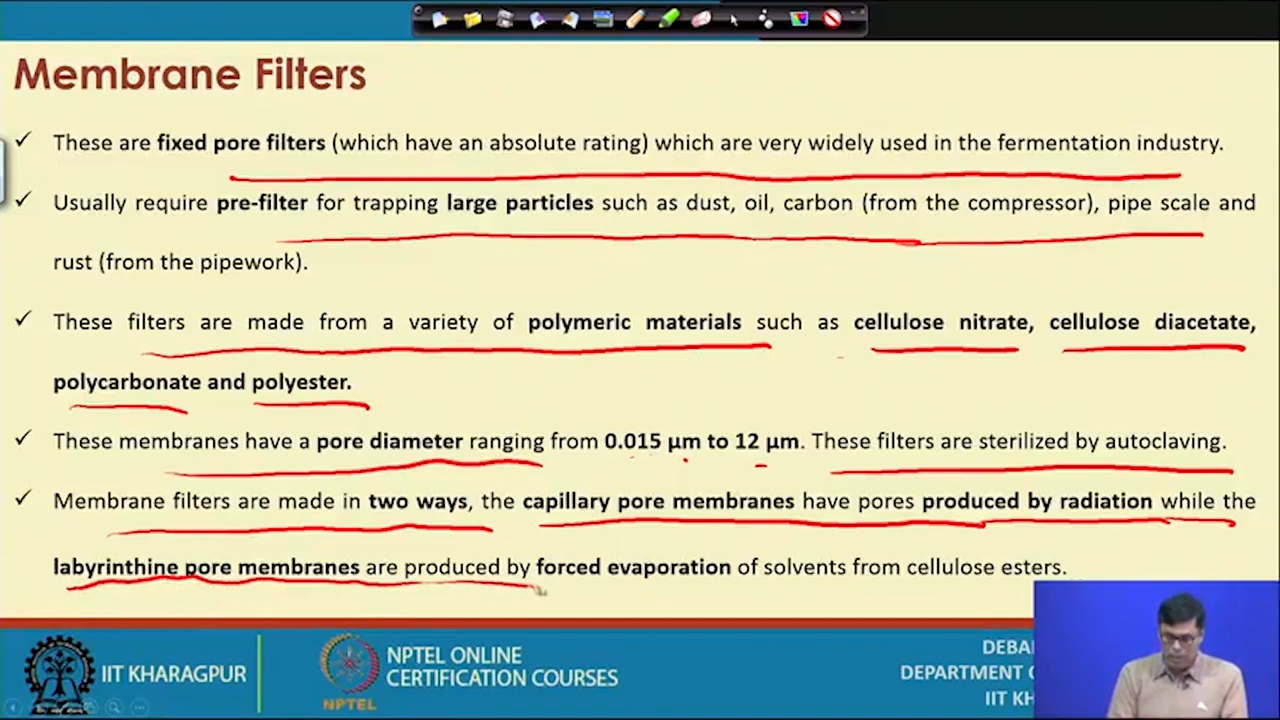 Membrane Filters
✓ These are fixed pore filters (which have an absolute rating) which are very widely used in the fermentation industry.
✓ Usually require pre-filter for trapping large particles such as dust, oil, carbon (from the compressor), pipe scale and
rust (from the pipework).
✓ These filters are made from a variety of polymeric materials such as cellulose nitrate, cellulose diacetate,
polycarbonate and polyester.
✓ These membranes have a pore diameter ranging from 0.015 µm to 12 µm. These filters are sterilized by autoclaving.
✓ Membrane filters are made in two ways, the capillary pore membranes have pores produced by radiation while the
labyrinthine pore membranes are produced by forced evaporation of solvents from cellulose esters.
IIT KHARAGPUR
NPTEL ONLINE
CERTIFICATION COURSES
NPTEL
DEBA
DEPARTMENT
IIT KH